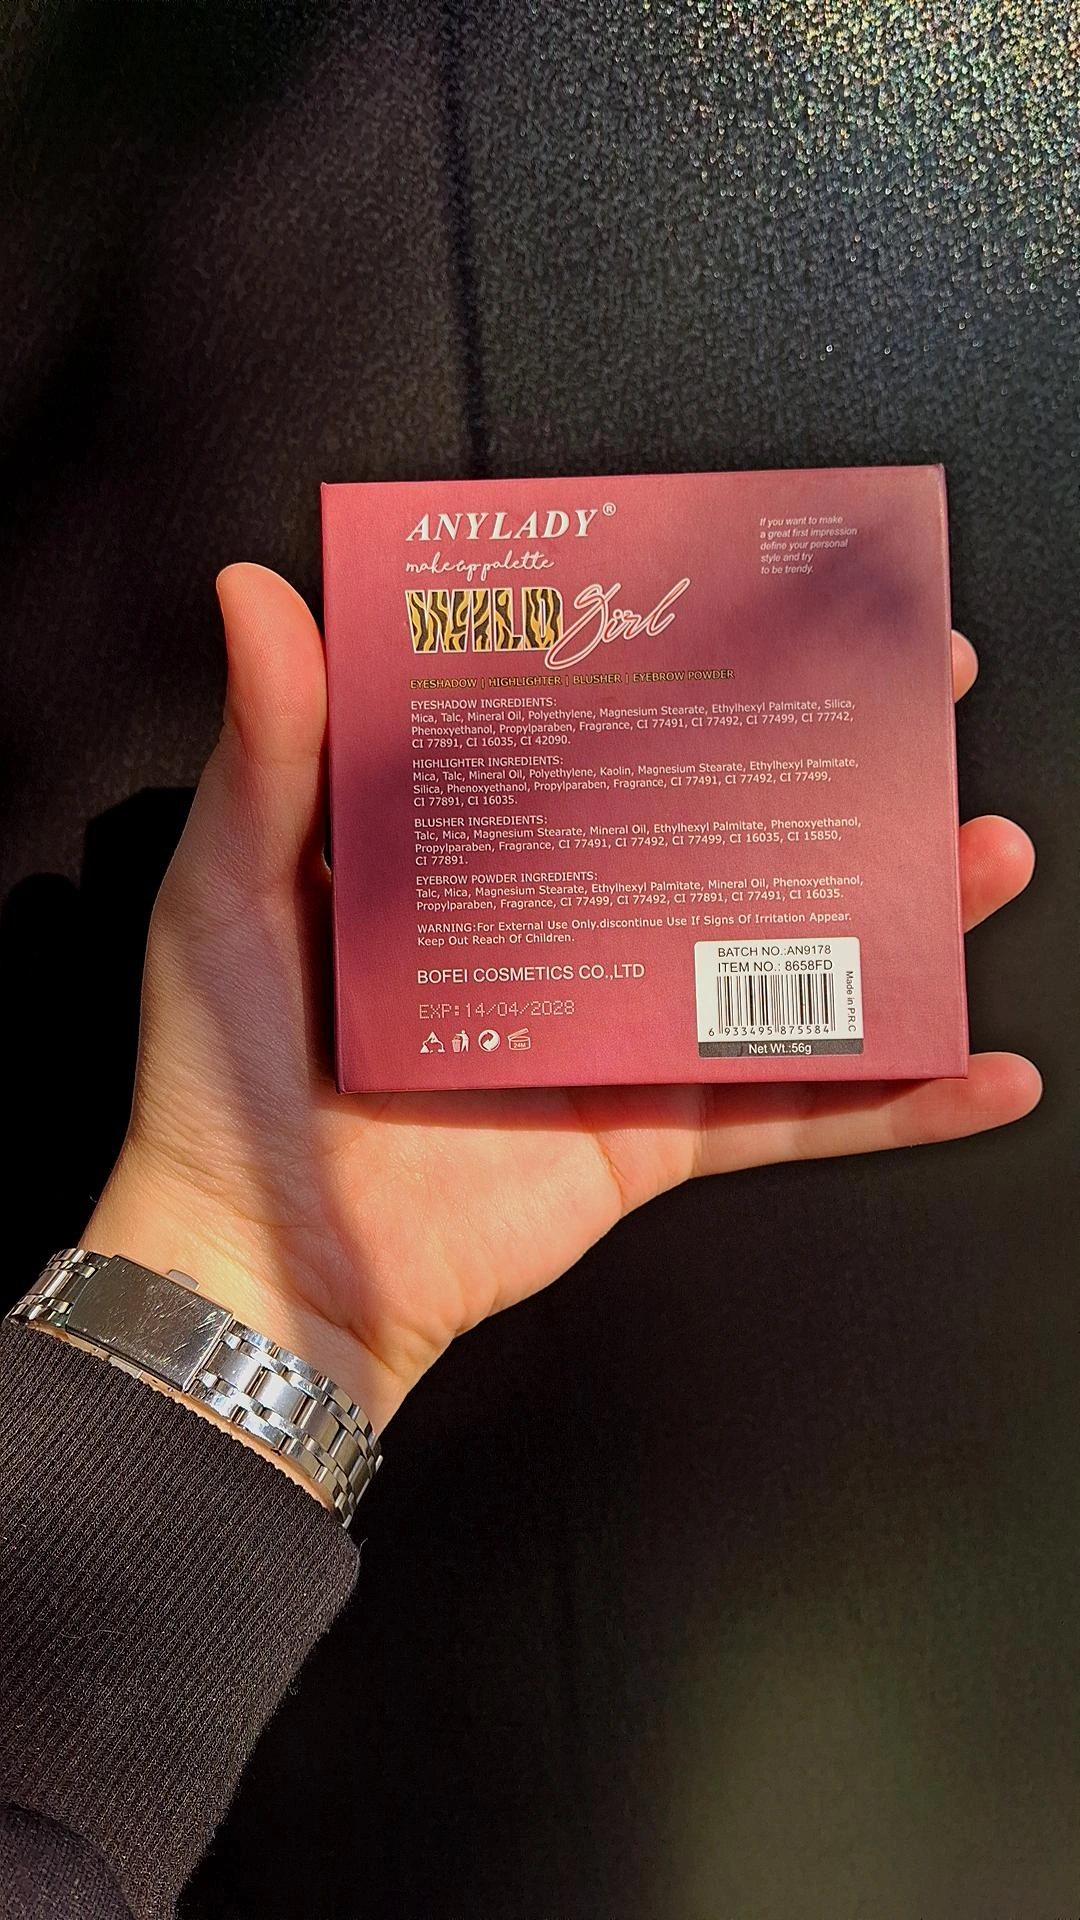 ANYLADY®
makeup palette
WILD Girl
If you want to make
a great first impression
define your personal
style and try
to be trendy.
EYESHADOW | HIGHLIGHTER | BLUSHER | EYEBROW POWDER
EYESHADOW INGREDIENTS:
Mica, Talc, Mineral Oil, Polyethylene, Magnesium Stearate, Ethylhexyl Palmitate, Silica,
Phenoxyethanol, Propylparaben, Fragrance, CI 77491, CI 77492, CI 77499, CI 77742,
CI 77891, CI 16035, CI 42090.
HIGHLIGHTER INGREDIENTS:
Mica, Talc, Mineral Oil, Polyethylene, Kaolin, Magnesium Stearate, Ethylhexyl Palmitate,
Silica, Phenoxyethanol, Propylparaben, Fragrance, CI 77491, CI 77492, CI 77499,
CI 77891, CI 16035.
BLUSHER INGREDIENTS:
Talc, Mica, Magnesium Stearate, Mineral Oil, Ethylhexyl Palmitate, Phenoxyethanol,
Propylparaben, Fragrance, CI 77491, CI 77492, CI 77499, CI 16035, CI 15850,
CI 77891.
EYEBROW POWDER INGREDIENTS:
Talc, Mica, Magnesium Stearate, Ethylhexyl Palmitate, Mineral Oil, Phenoxyethanol,
Propylparaben, Fragrance, CI 77499, CI 77492, CI 77891, CI 77491, CI 16035.
WARNING:For External Use Only.discontinue Use If Signs Of Irritation Appear.
Keep Out Reach Of Children.
BOFEI COSMETICS CO.,LTD
EXP:14/04/2028
24M
BATCH NO.:AN9178
ITEM NO.: 8658FD
6 933495 875584
Made in P.R.C
Net Wt.:56g